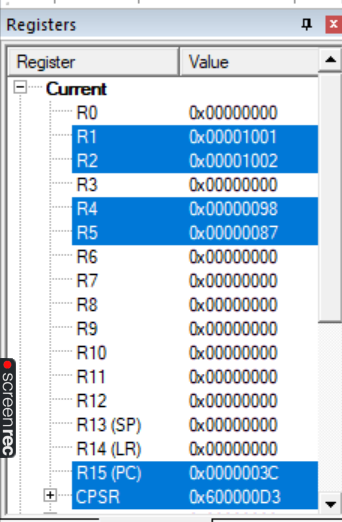 Registers
Register Value
Current
R0 0x00000000
R1 0x00001001
R2 0x00001002
R3 0x00000000
R4 0x00000098
R5 0x00000087
R6 0x00000000
R7 0x00000000
R8 0x00000000
R9 0x00000000
R10 0x00000000
R11 0x00000000
R12 0x00000000
R13 (SP) 0x00000000
R14 (LR) 0x00000000
R15 (PC) 0x0000003C
CPSR 0x600000D3
screenrec